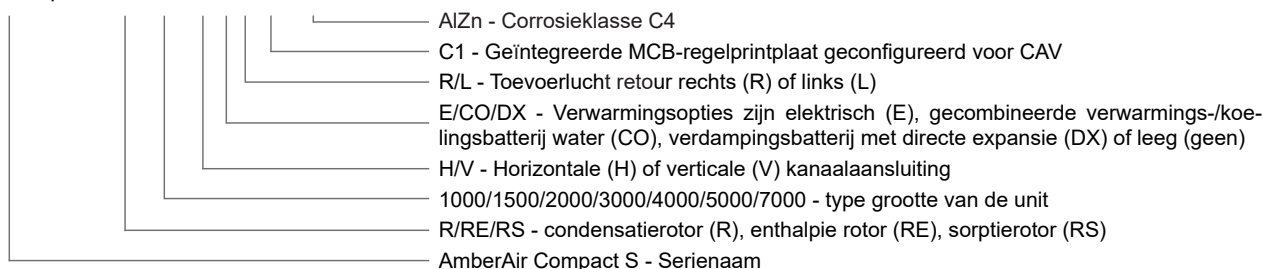 AlZn - Corrosieklasse C4
C1 - Geïntegreerde MCB-regelprintplaat geconfigureerd voor CAV
R/L - Toevoerlucht retour rechts (R) of links (L)
E/CO/DX - Verwarmingsopties zijn elektrisch (E), gecombineerde verwarmings-/koe-
lingsbatterij water (CO), verdampingsbatterij met directe expansie (DX) of leeg (geen)
H/V - Horizontale (H) of verticale (V) kanaalaansluiting
1000/1500/2000/3000/4000/5000/7000 - type grootte van de unit
R/RE/RS - condensatierotor (R), enthalpie rotor (RE), sorptierotor (RS)
AmberAir Compact S - Serienaam